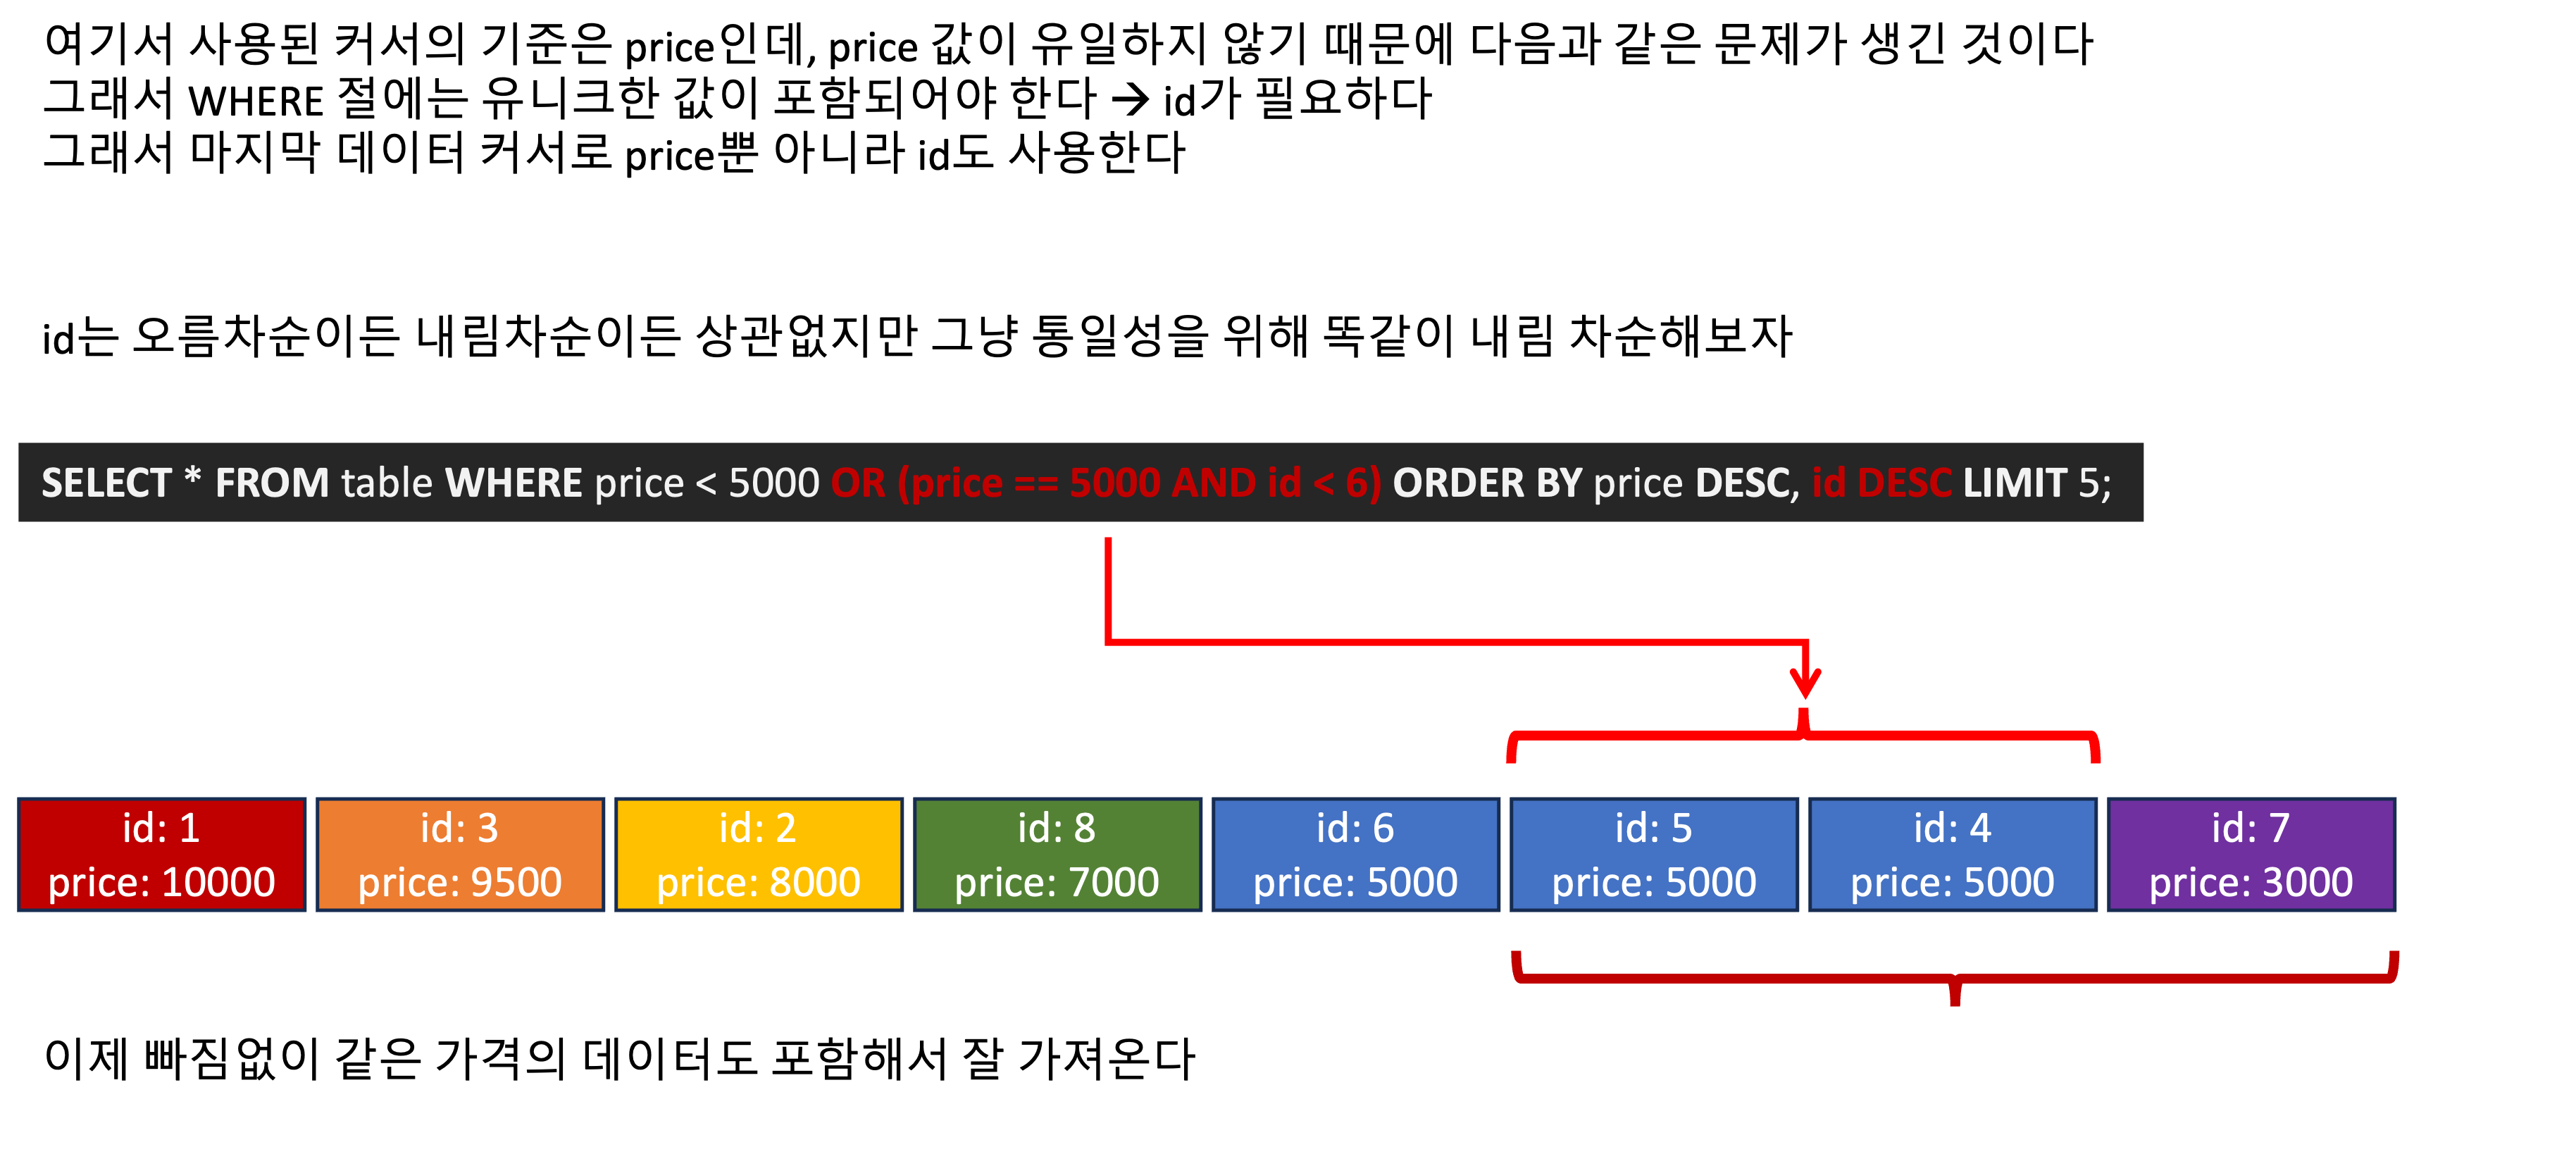 여기서 사용된 커서의 기준은 price인데, price 값이 유일하지 않기 때문에 다음과 같은 문제가 생긴 것이다
그래서 WHERE 절에는 유니크한 값이 포함되어야 한다 → id가 필요하다
그래서 마지막 데이터 커서로 price뿐 아니라 id도 사용한다
id는 오름차순이든 내림차순이든 상관없지만 그냥 통일성을 위해 똑같이 내림 차순해보자
SELECT * FROM table WHERE price < 5000 OR (price == 5000 AND id < 6) ORDER BY price DESC, id DESC LIMIT 5;
id: 1
price: 10000
id: 3
price: 9500
id: 2
price: 8000
id: 8
price: 7000
id: 6
price: 5000
id: 5
price: 5000
id: 4
price: 5000
id: 7
price: 3000
이제 빠짐없이 같은 가격의 데이터도 포함해서 잘 가져온다